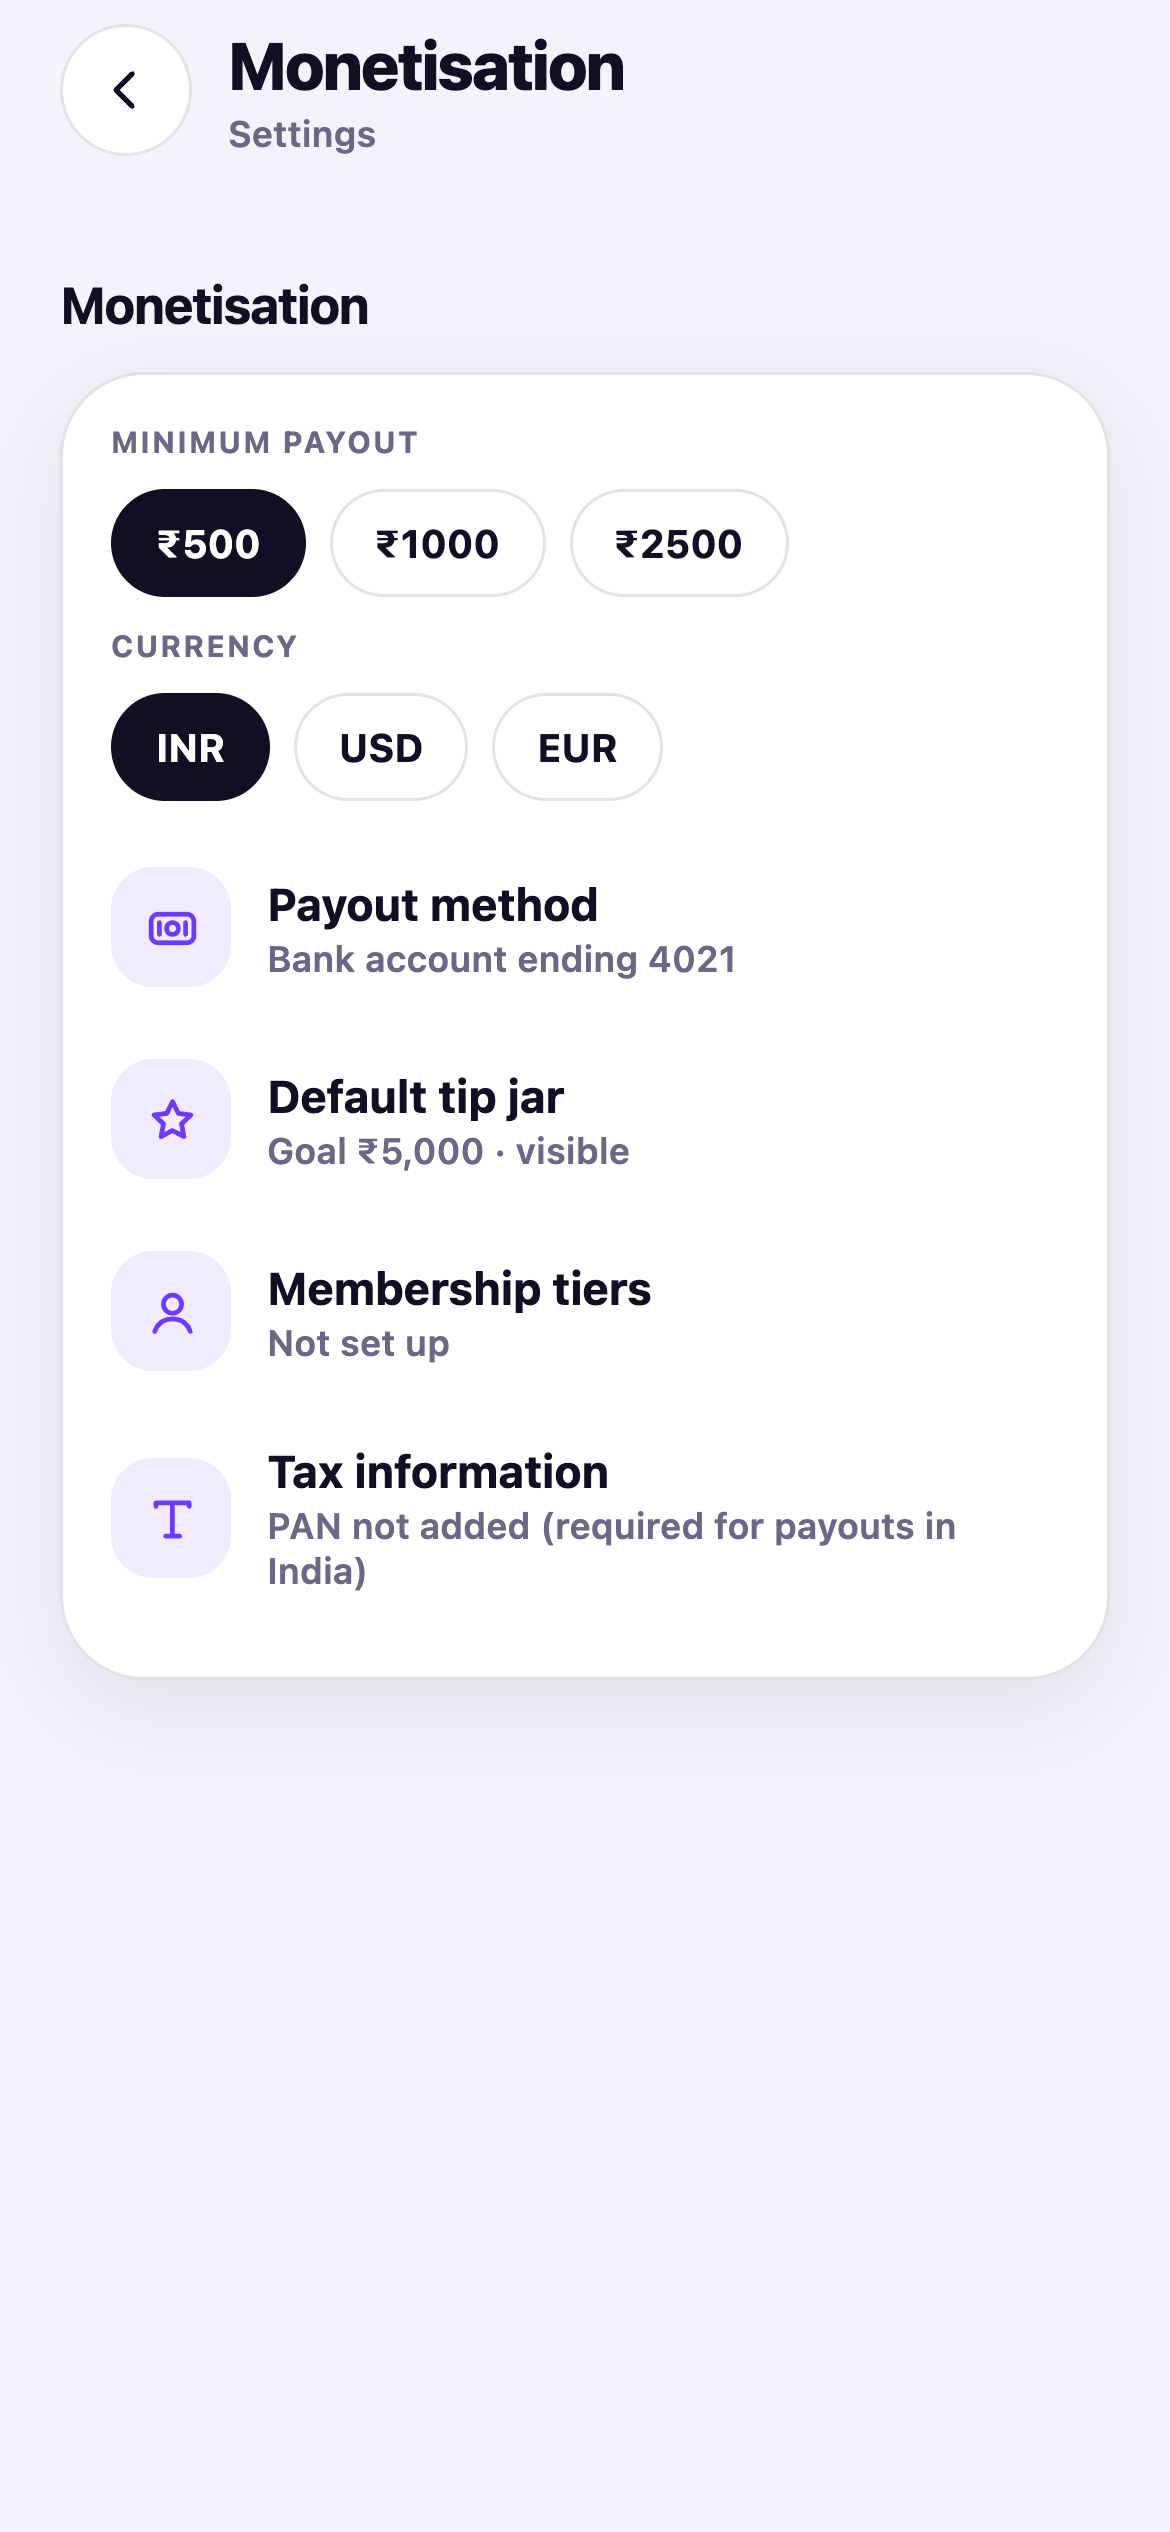 Monetisation
Settings
Monetisation
MINIMUM PAYOUT
₹500 ₹1000 ₹2500
CURRENCY
INR USD EUR
Payout method
Bank account ending 4021
Default tip jar
Goal ₹5,000 · visible
Membership tiers
Not set up
Tax information
PAN not added (required for payouts in
India)